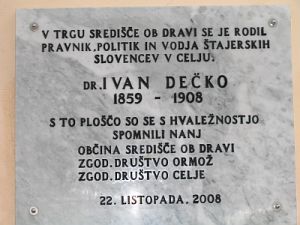 V TRGU SREDIŠČE OB DRAVI SE JE RODIL
PRAVNIK,POLITIK IN VODJA ŠTAJERSKIH
SLOVENCEV V CELJU:
DR.IVAN DEČKO
1859 - 1908
S TO PLOŠČO SO SE S HVALEŽNOSTJO
SPOMNILI NANJ
OBČINA SREDIŠČE OB DRAVI
ZGOD.DRUŠTVO ORMOŽ
ZGOD.DRUŠTVO CELJE
22. LISTOPADA, 2008